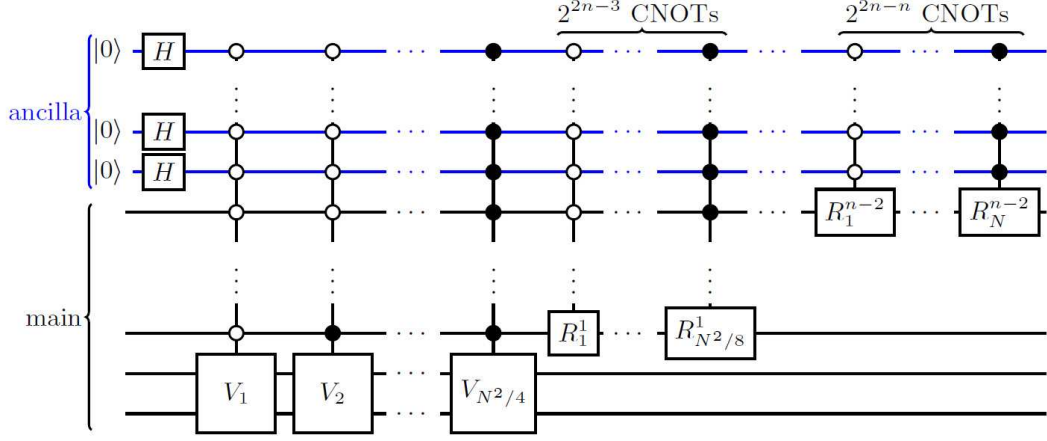 2^{2n-3} CNOTs 2^{2n-n} CNOTs
|0⟩ H ··· ··· ···
ancilla
|0⟩ H ··· ··· ··· ···
|0⟩ H ··· ··· ··· ···
··· ··· ··· R_1^{n-2} ··· R_N^{n-2}
main
··· R_1^1 ··· R_{N^2/8}^1
V_1 V_2 ··· V_{N^2/4}